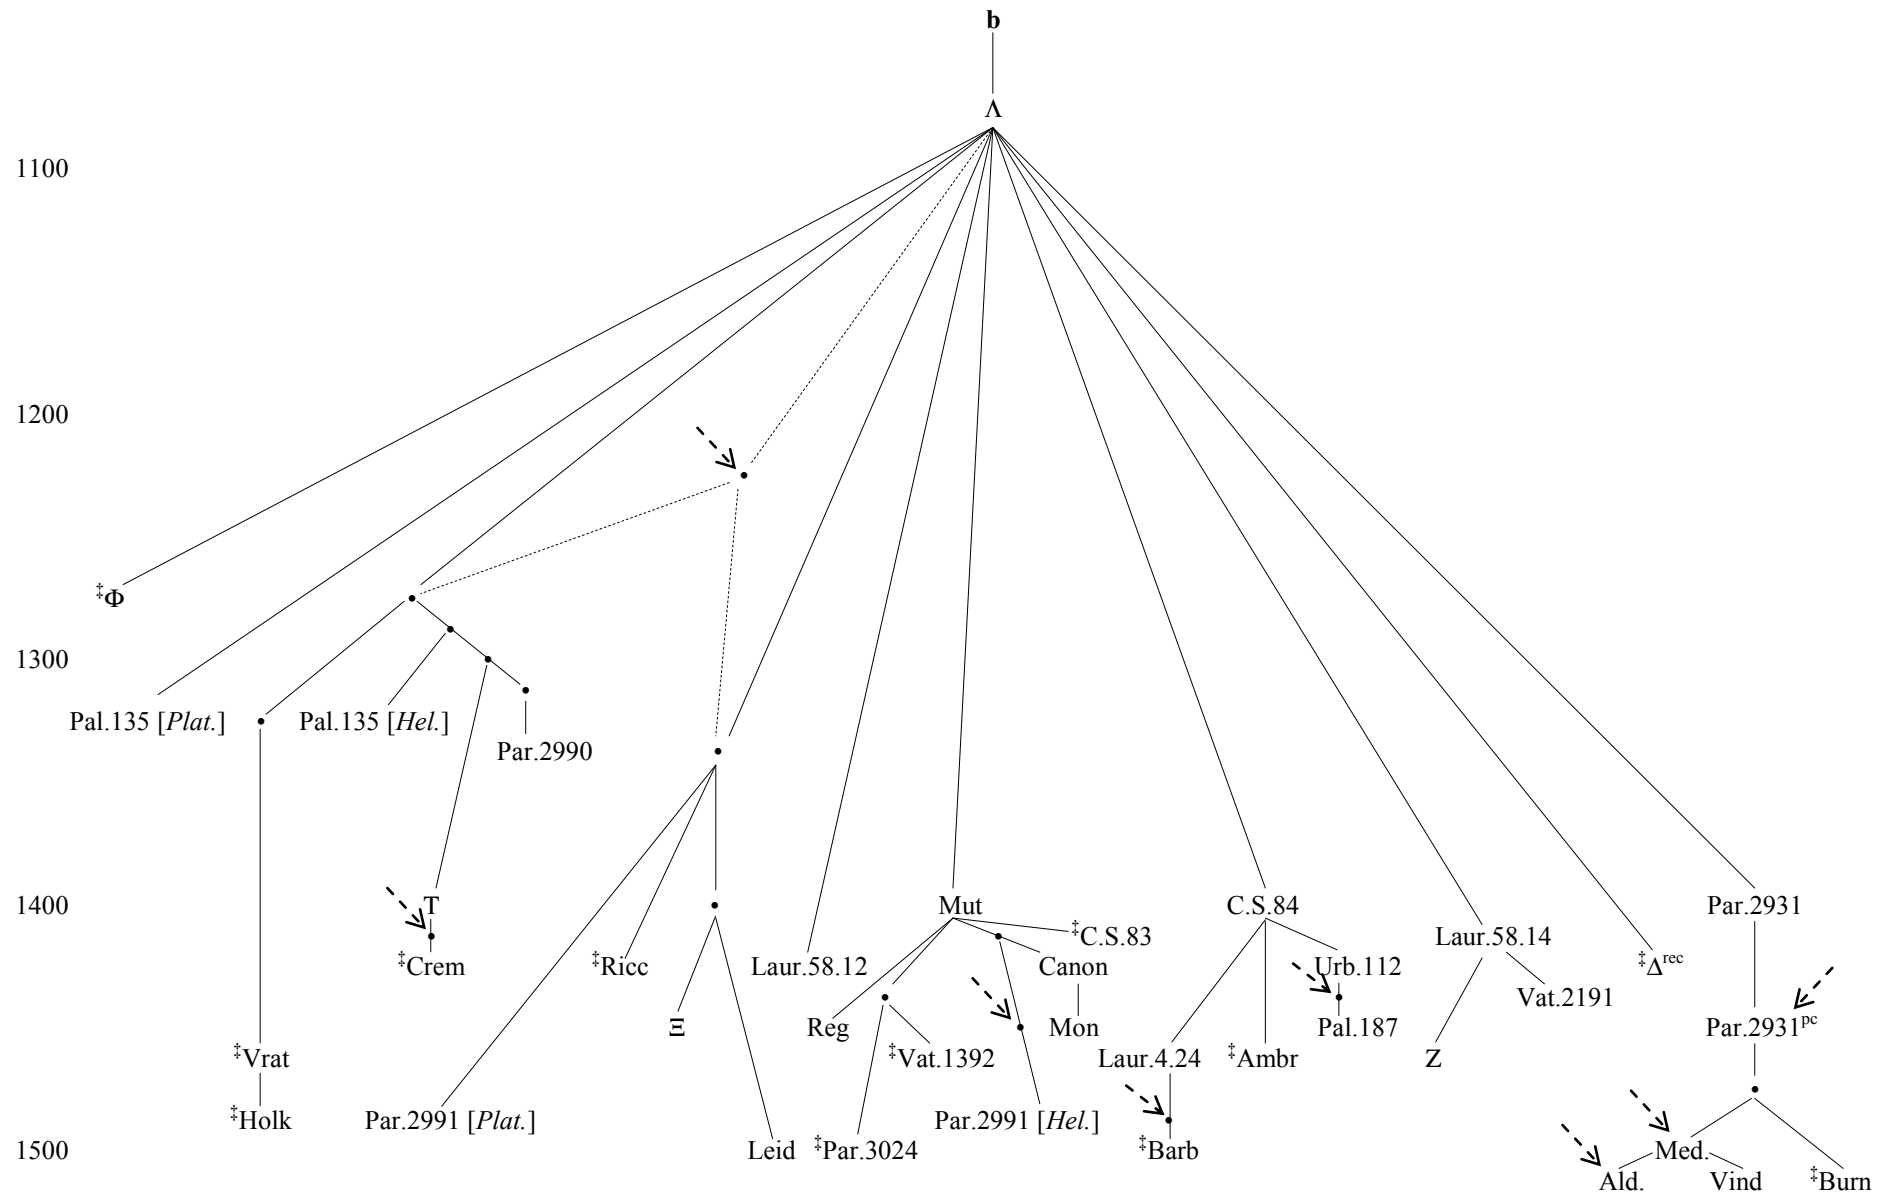 b
Λ
1100
1200
‡Φ
1300
Pal.135 [Plat.] Pal.135 [Hel.]
Par.2990
1400 T Mut C.S.84 Par.2931
‡C.S.83 Laur.58.14
‡Crem ‡Ricc Laur.58.12 Canon Urb.112 ‡Δrec
Vat.2191
Ξ Reg Mon Pal.187 Par.2931pc
‡Vrat ‡Vat.1392 Laur.4.24 ‡Ambr Z
‡Holk Par.2991 [Plat.] Par.2991 [Hel.]
1500 Leid ‡Par.3024 ‡Barb Med.
Ald. Vind ‡Burn